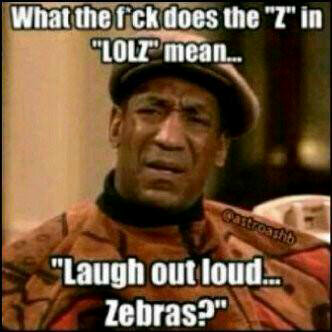 What the f*ck does the "Z" in
"LOLZ" mean...
@astroashb
"Laugh out loud...
Zebras?"